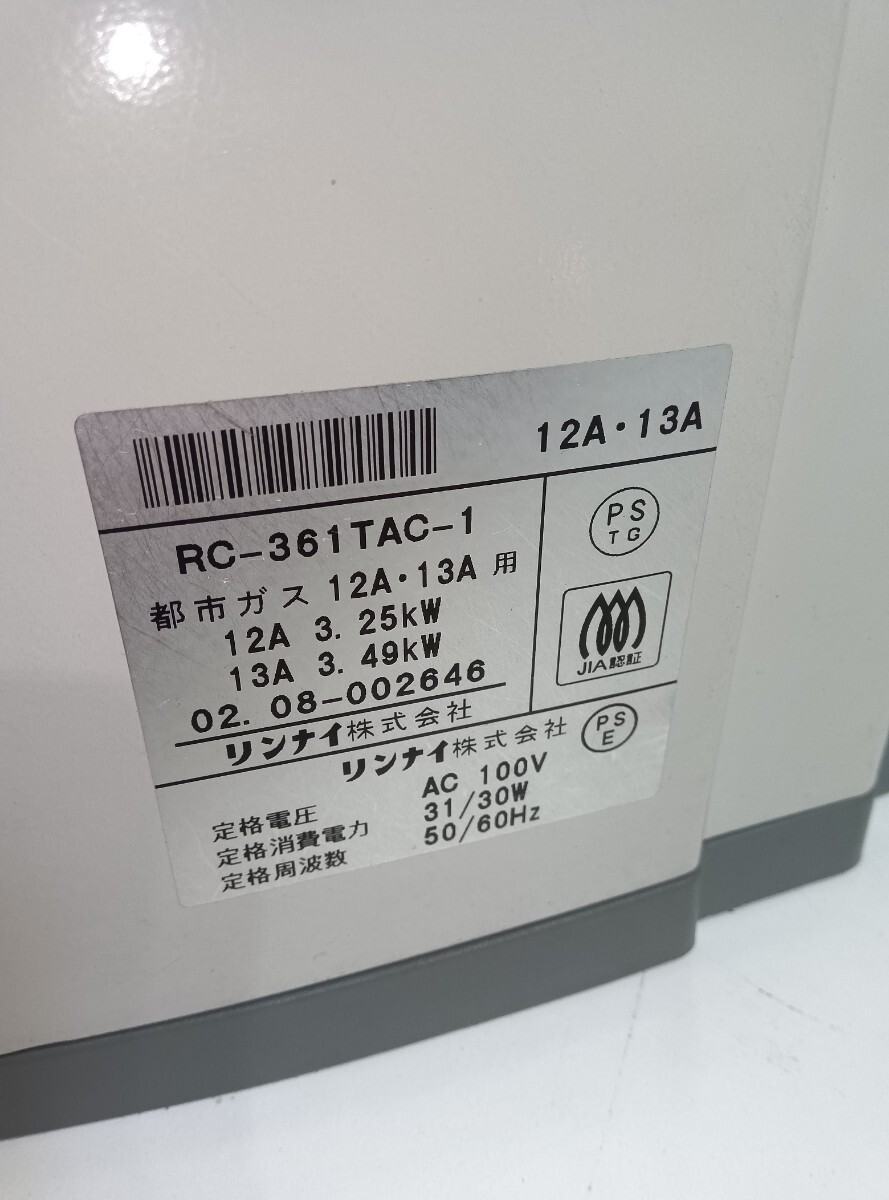 12A・13A
RC-361TAC-1
都市ガス 12A・13A 用
12A 3. 25kW
13A 3. 49kW
02. 08-002646
リンナイ株式会社
PS
TG
JIA認証
リンナイ株式会社
PS
E
定格電圧 AC 100V
定格消費電力 31/30W
定格周波数 50/60Hz